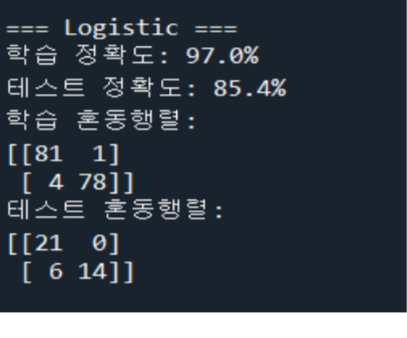 === Logistic ===
학습 정확도: 97.0%
테스트 정확도: 85.4%
학습 혼동행렬:
[[81  1]
 [ 4 78]]
테스트 혼동행렬:
[[21  0]
 [ 6 14]]